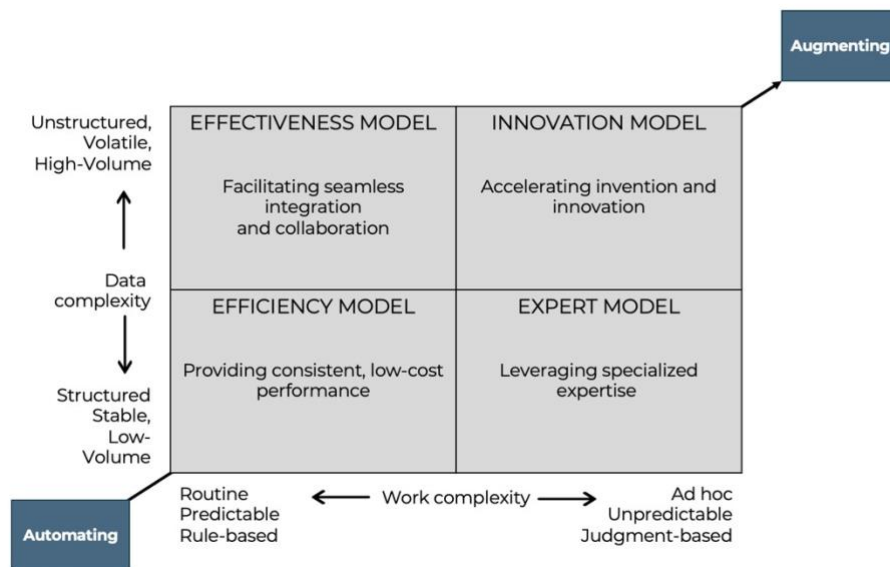 Augmenting
Unstructured,
Volatile,
High-Volume
Data
complexity
Structured
Stable,
Low-
Volume
EFFECTIVENESS MODEL
Facilitating seamless
integration
and collaboration
INNOVATION MODEL
Accelerating invention and
innovation
EFFICIENCY MODEL
Providing consistent, low-cost
performance
EXPERT MODEL
Leveraging specialized
expertise
Automating
Routine
Predictable
Rule-based
Work complexity
Ad hoc
Unpredictable
Judgment-based